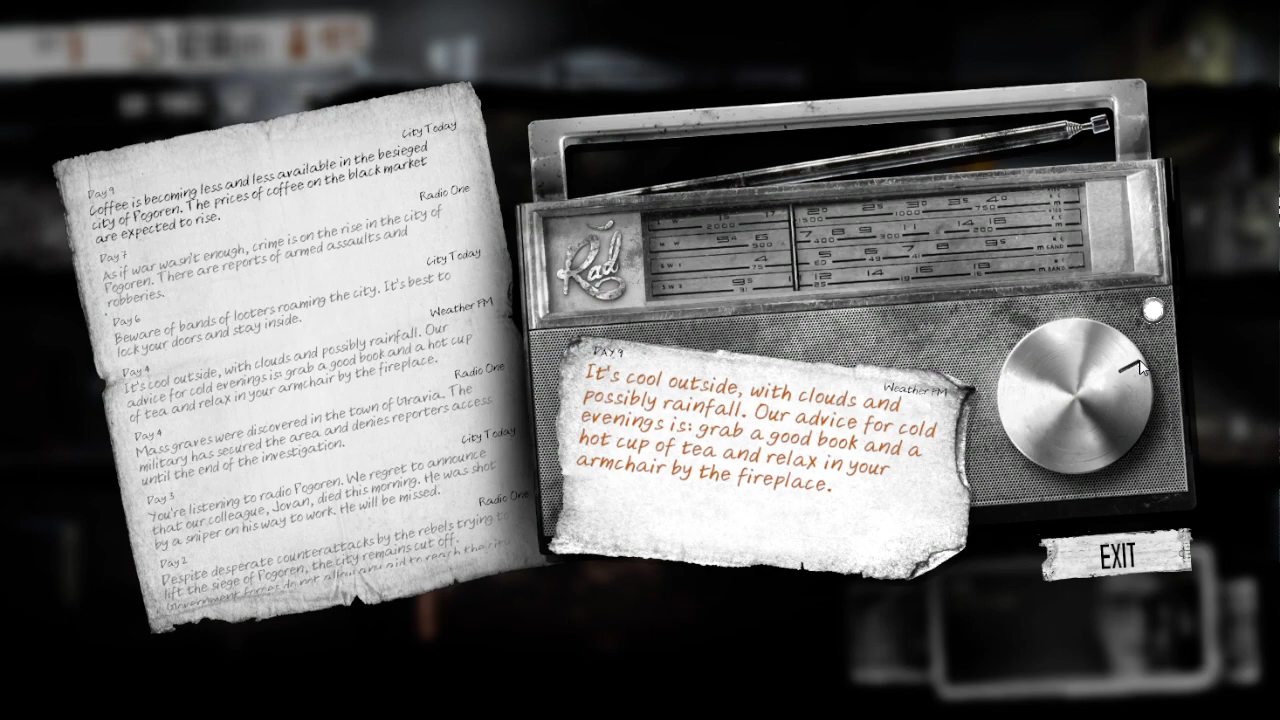 City Today
Day 9
Coffee is becoming less and less available in the besieged
city of Pogoren. The prices of coffee on the black market
are expected to rise.
Radio One
Day 7
As if war wasn't enough, crime is on the rise in the city of
Pogoren. There are reports of armed assaults and
robberies.
City Today
Day 6
Beware of bands of looters roaming the city. It's best to
lock your doors and stay inside.
Weather FM
Day 4
It's cool outside, with clouds and possibly rainfall. Our
advice for cold evenings is: grab a good book and a hot cup
of tea and relax in your armchair by the fireplace.
Radio One
Day 4
Mass graves were discovered in the town of Gravia. The
military has secured the area and denies reporters access
until the end of the investigation.
City Today
Day 3
You're listening to radio Pogoren. We regret to announce
that our colleague, Jovan, died this morning. He was shot
by a sniper on his way to work. He will be missed.
Radio One
Day 2
Despite desperate counterattacks by the rebels trying to
lift the siege of Pogoren, the city remains cut off.
Government forces do not allow any aid to reach
Rad
DAY 9
Weather FM
It's cool outside, with clouds and
possibly rainfall. Our advice for cold
evenings is: grab a good book and a
hot cup of tea and relax in your
armchair by the fireplace.
EXIT